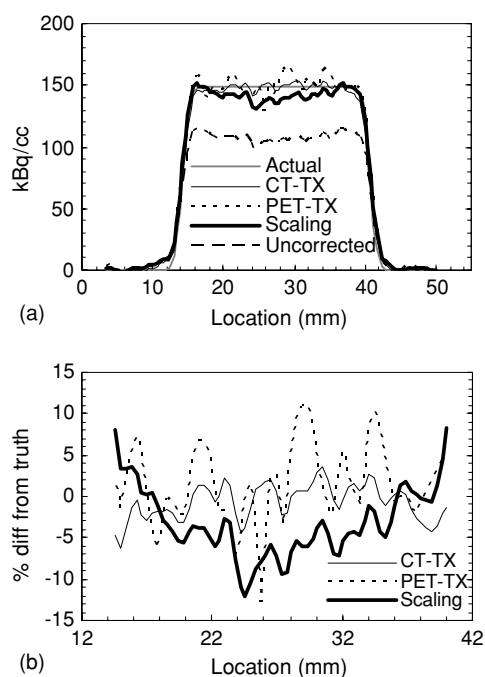 200
150
100
50
0
kBq/cc
Actual
CT-TX
PET-TX
Scaling
Uncorrected
0 10 20 30 40 50
(a) Location (mm)
15
10
5
0
-5
-10
-15
% diff from truth
CT-TX
PET-TX
Scaling
12 22 32 42
(b) Location (mm)